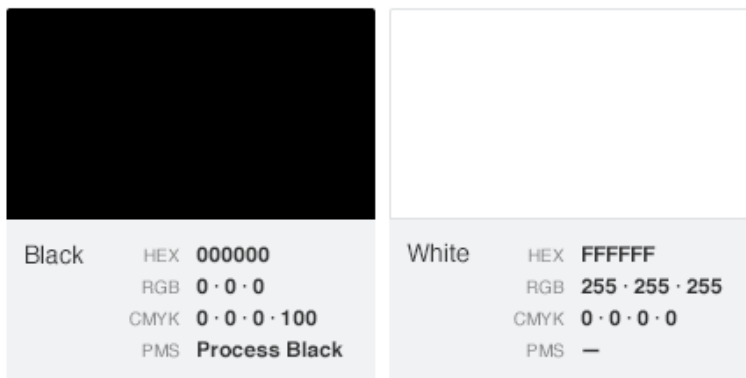 Black
HEX 000000
RGB 0 · 0 · 0
CMYK 0 · 0 · 0 · 100
PMS Process Black
White
HEX FFFFFF
RGB 255 · 255 · 255
CMYK 0 · 0 · 0 · 0
PMS —